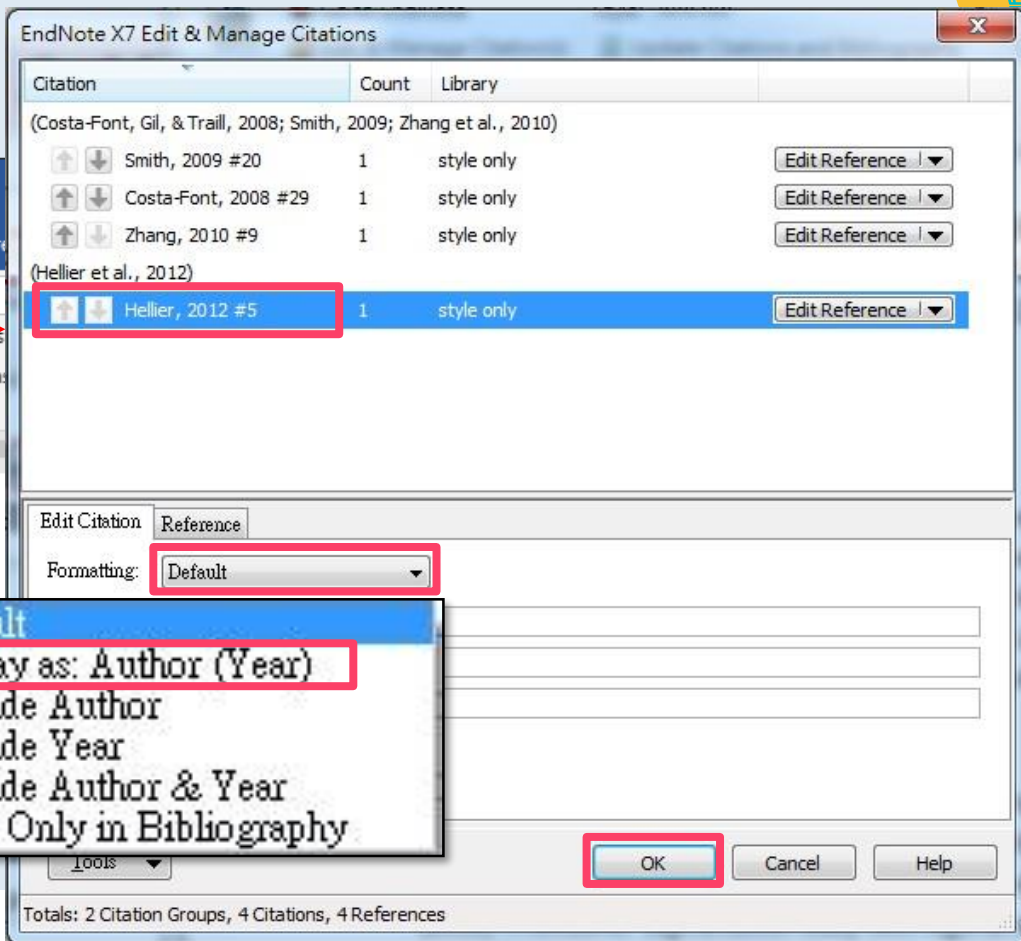 EndNote X7 Edit & Manage Citations
Citation Count Library
(Costa-Font, Gil, & Traill, 2008; Smith, 2009; Zhang et al., 2010)
Smith, 2009 #20 1 style only Edit Reference
Costa-Font, 2008 #29 1 style only Edit Reference
Zhang, 2010 #9 1 style only Edit Reference
(Hellier et al., 2012)
Hellier, 2012 #5 1 style only Edit Reference
Edit Citation Reference
Formatting: Default
ult
ay as: Author (Year)
de Author
de Year
de Author & Year
Only in Bibliography
Tools OK Cancel Help
Totals: 2 Citation Groups, 4 Citations, 4 References